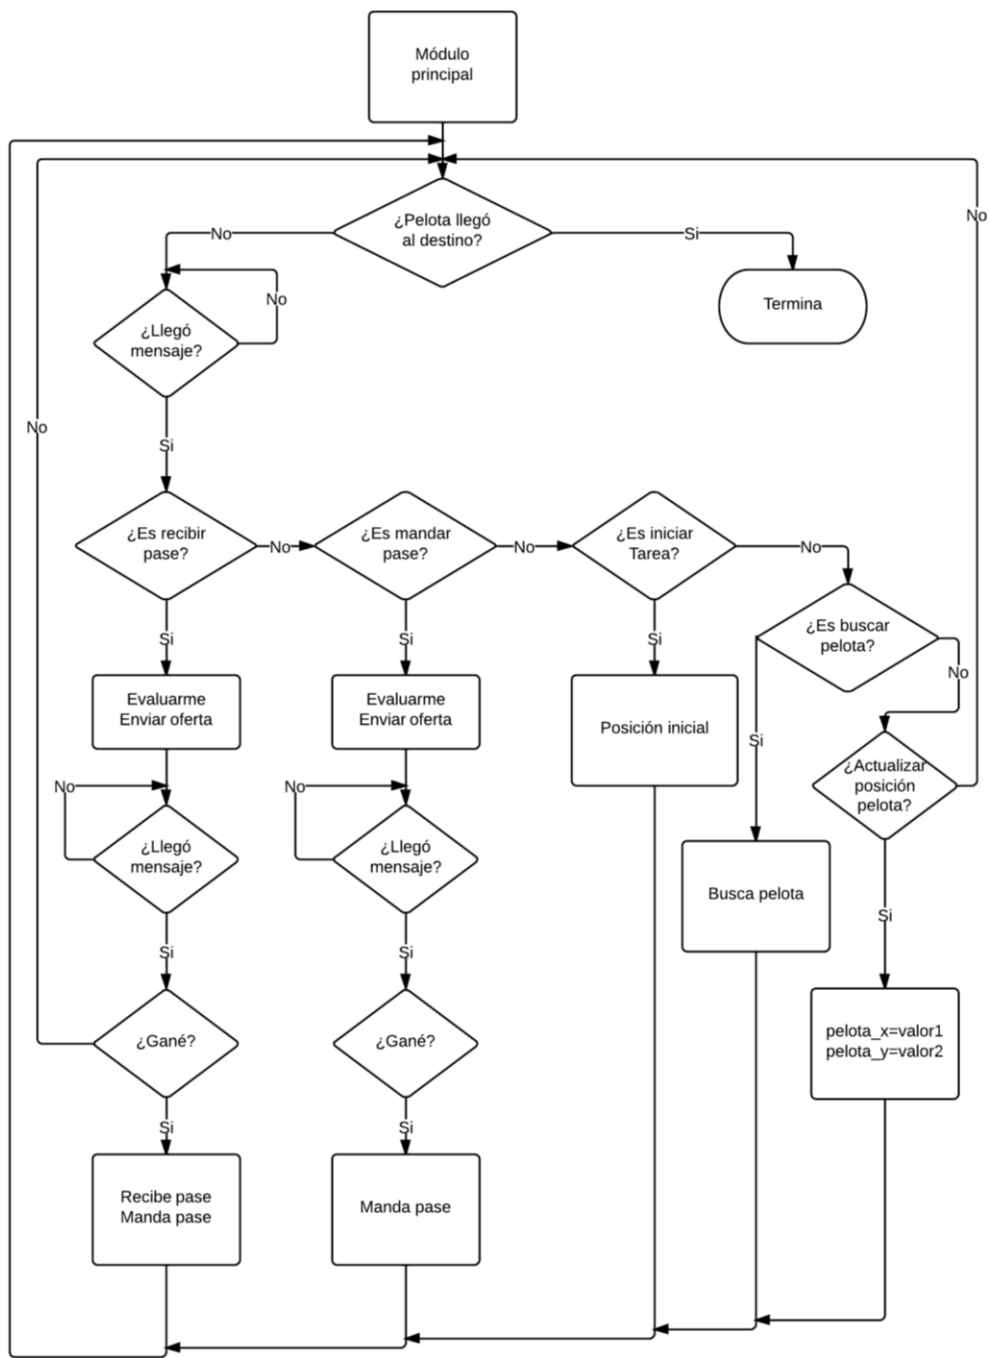 Módulo
principal
¿Pelota llegó
al destino?
No
Si
No
Termina
¿Llegó
mensaje?
No
No
Si
¿Es recibir
pase?
No
¿Es mandar
pase?
No
¿Es iniciar
Tarea?
No
¿Es buscar
pelota?
Si
Si
Si
No
Evaluarme
Enviar oferta
Evaluarme
Enviar oferta
Posición inicial
Si
¿Actualizar
posición
pelota?
No
No
¿Llegó
mensaje?
¿Llegó
mensaje?
Busca pelota
Si
Si
Si
¿Gané?
¿Gané?
pelota_x=valor1
pelota_y=valor2
Si
Si
Recibe pase
Manda pase
Manda pase